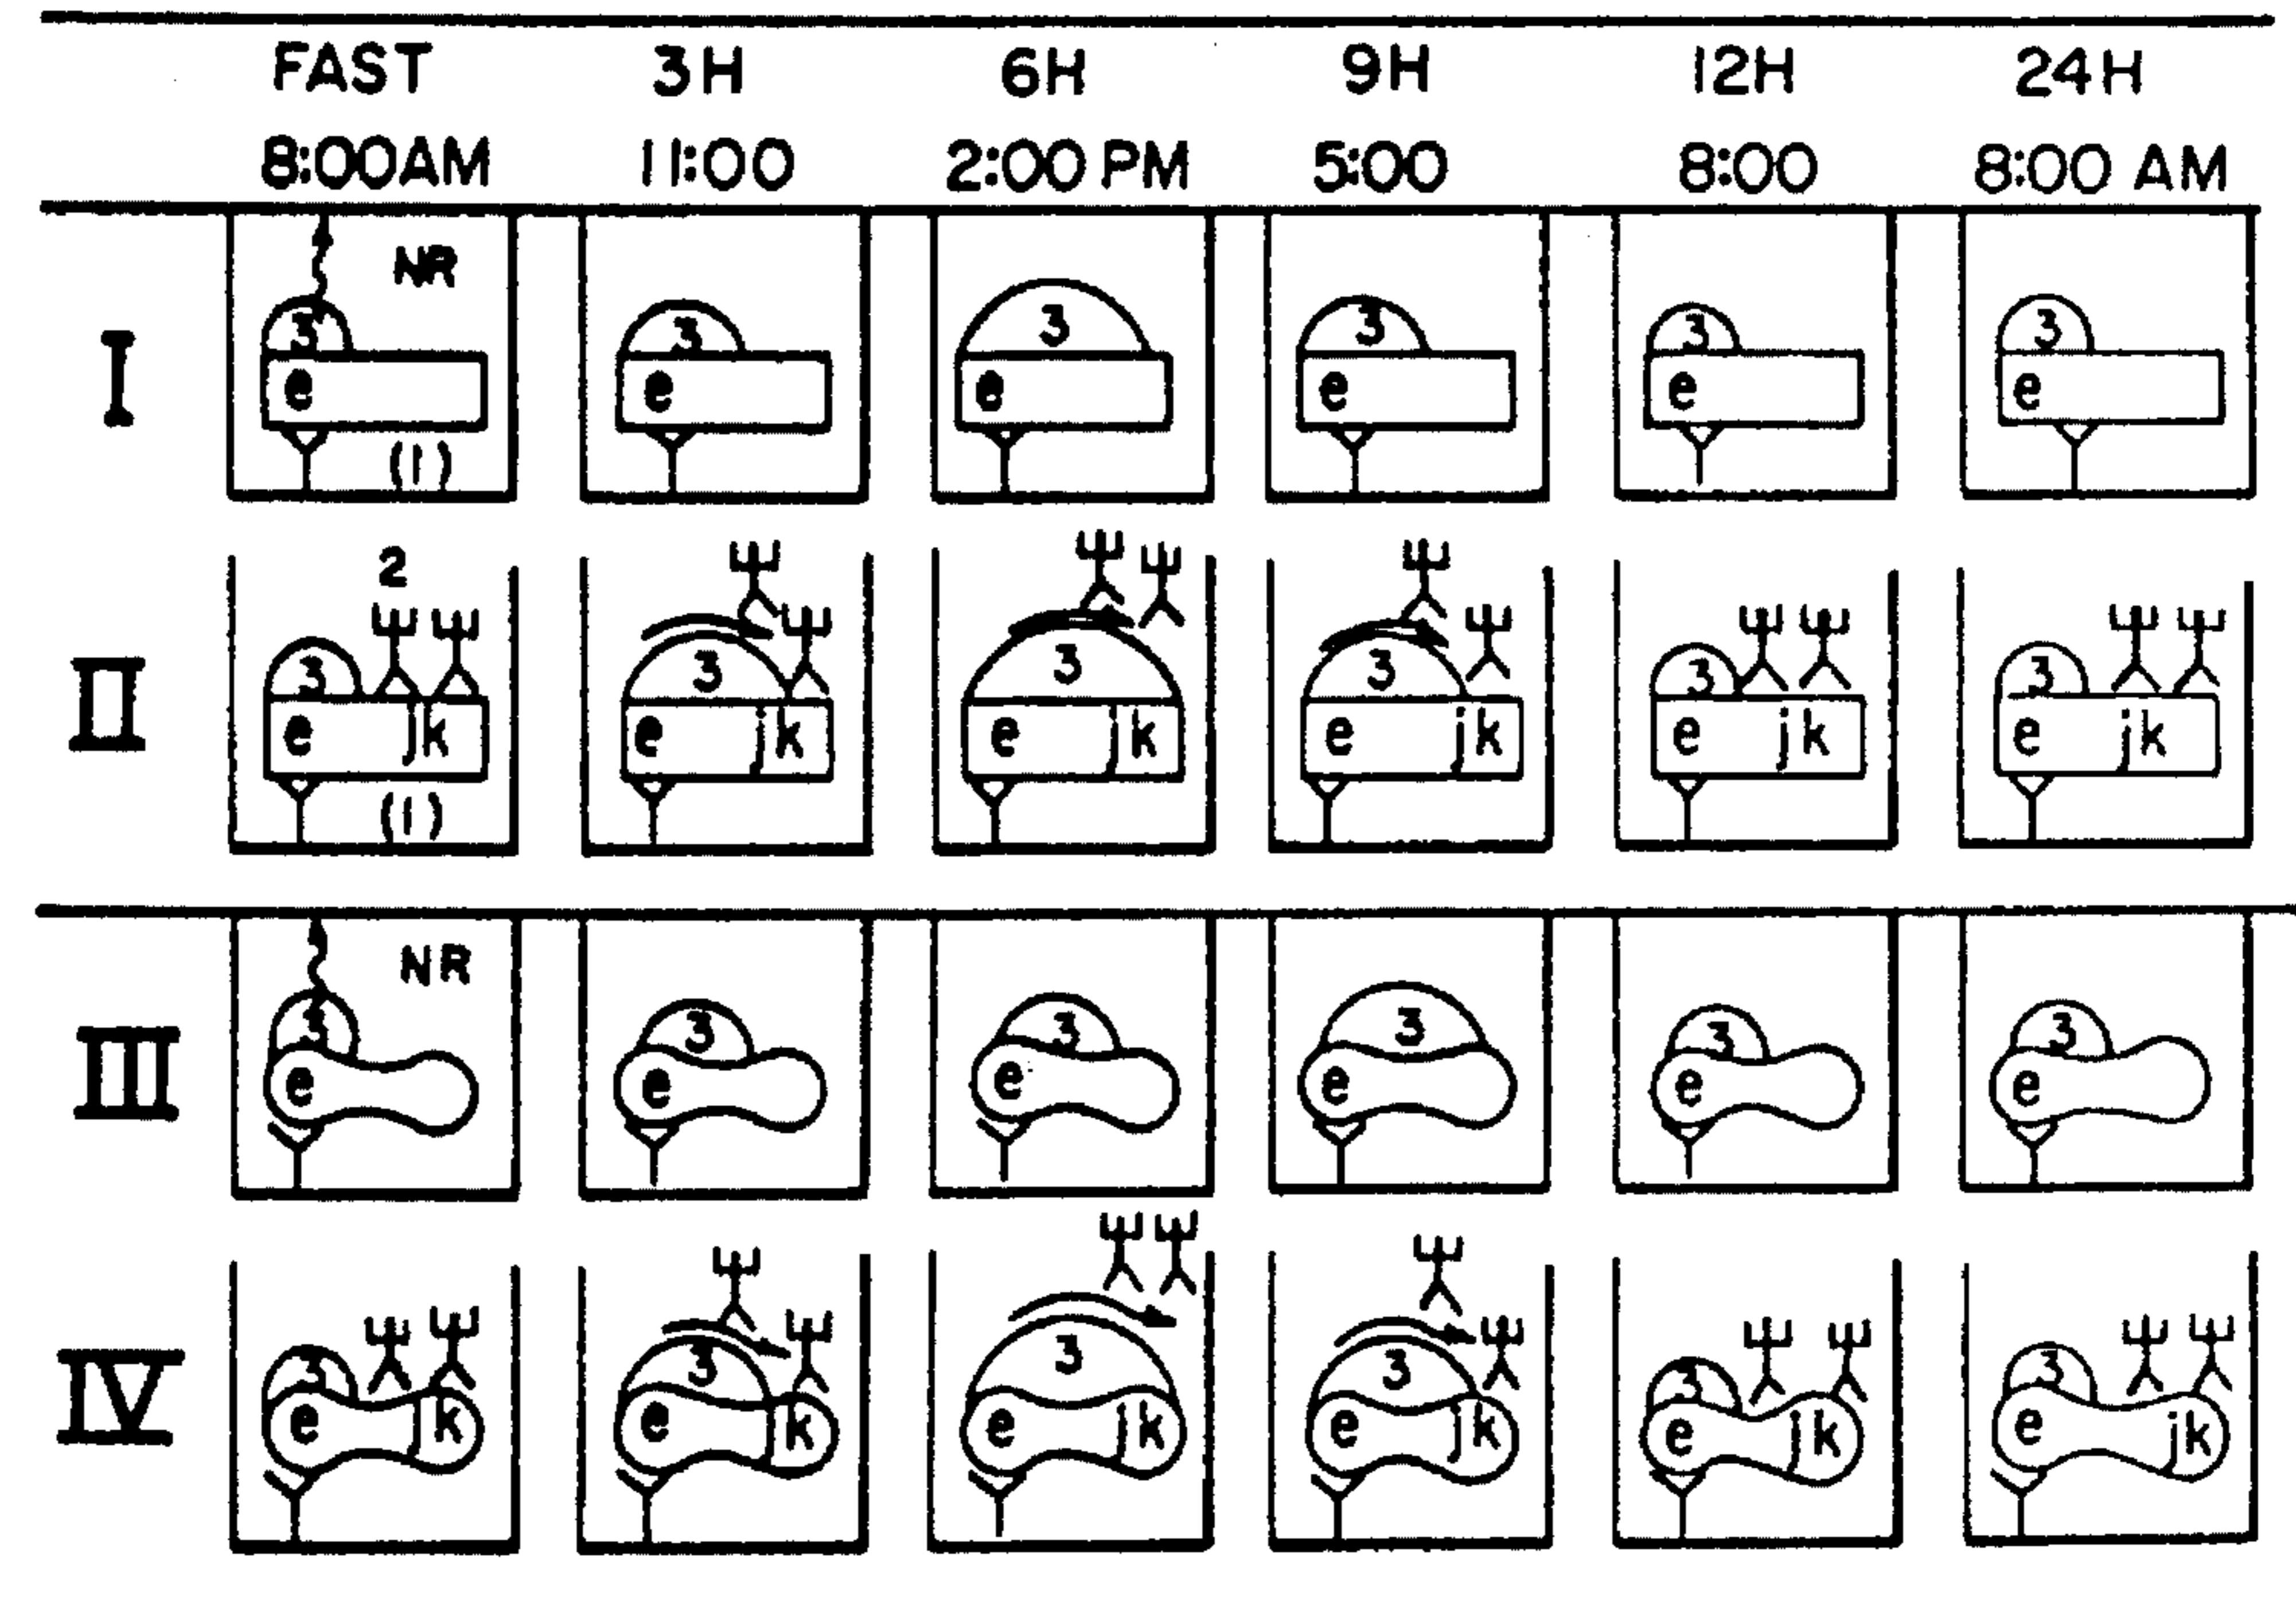 FAST 3H 6H 9H 12H 24H
8:00AM 11:00 2:00 PM 5:00 8:00 8:00 AM
NR
3 3 3 3 3 3
I e e e e e e
(1)
2
3 3 3 3 3 3
II e jk e jk e jk e jk e jk e jk
(1)
NR
3 3 3 3 3 3
III e e e e e e
3 3 3 3 3 3
IV e jk e jk e jk e jk e jk e jk